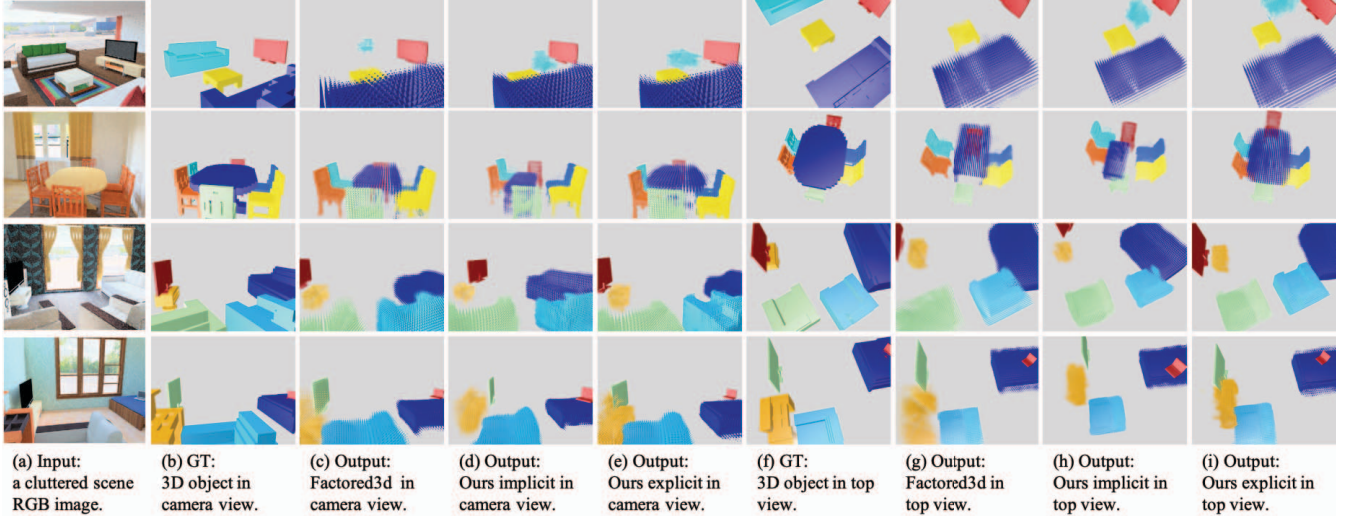 (a) Input:
a cluttered scene
RGB image.
(b) GT:
3D object in
camera view.
(c) Output:
Factored3d in
camera view.
(d) Output:
Ours implicit in
camera view.
(e) Output:
Ours explicit in
camera view.
(f) GT:
3D object in top
view.
(g) Output:
Factored3d in
top view.
(h) Output:
Ours implicit in
top view.
(i) Output:
Ours explicit in
top view.